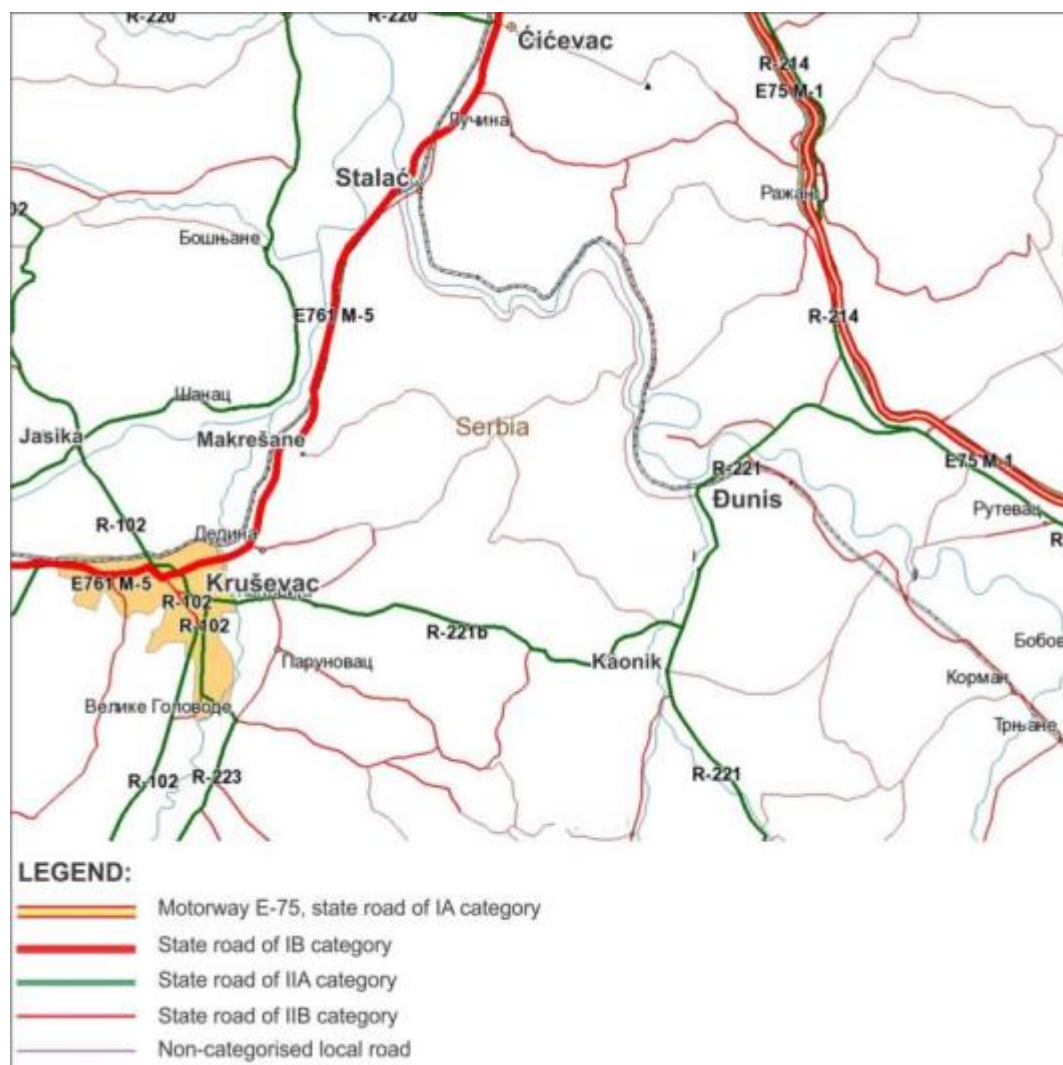 R-220
R-220
Ćićevac
R-214
E75 M-1
Лучина
Stalać
Ражањ
02
Бошњане
E761 M-5
R-214
Шанац
Jasika
Makrešane
Serbia
R-221
E75 M-1
Đunis
Рутевац
R-102
Дедина
R
E761 M-5
Kruševac
R-102
R-102
R-221b
Паруновац
Kaonik
Бобов
Корман
Велике Головоде
Трњане
R-102
R-223
R-221
LEGEND:
Motorway E-75, state road of IA category
State road of IB category
State road of IIA category
State road of IIB category
Non-categorised local road